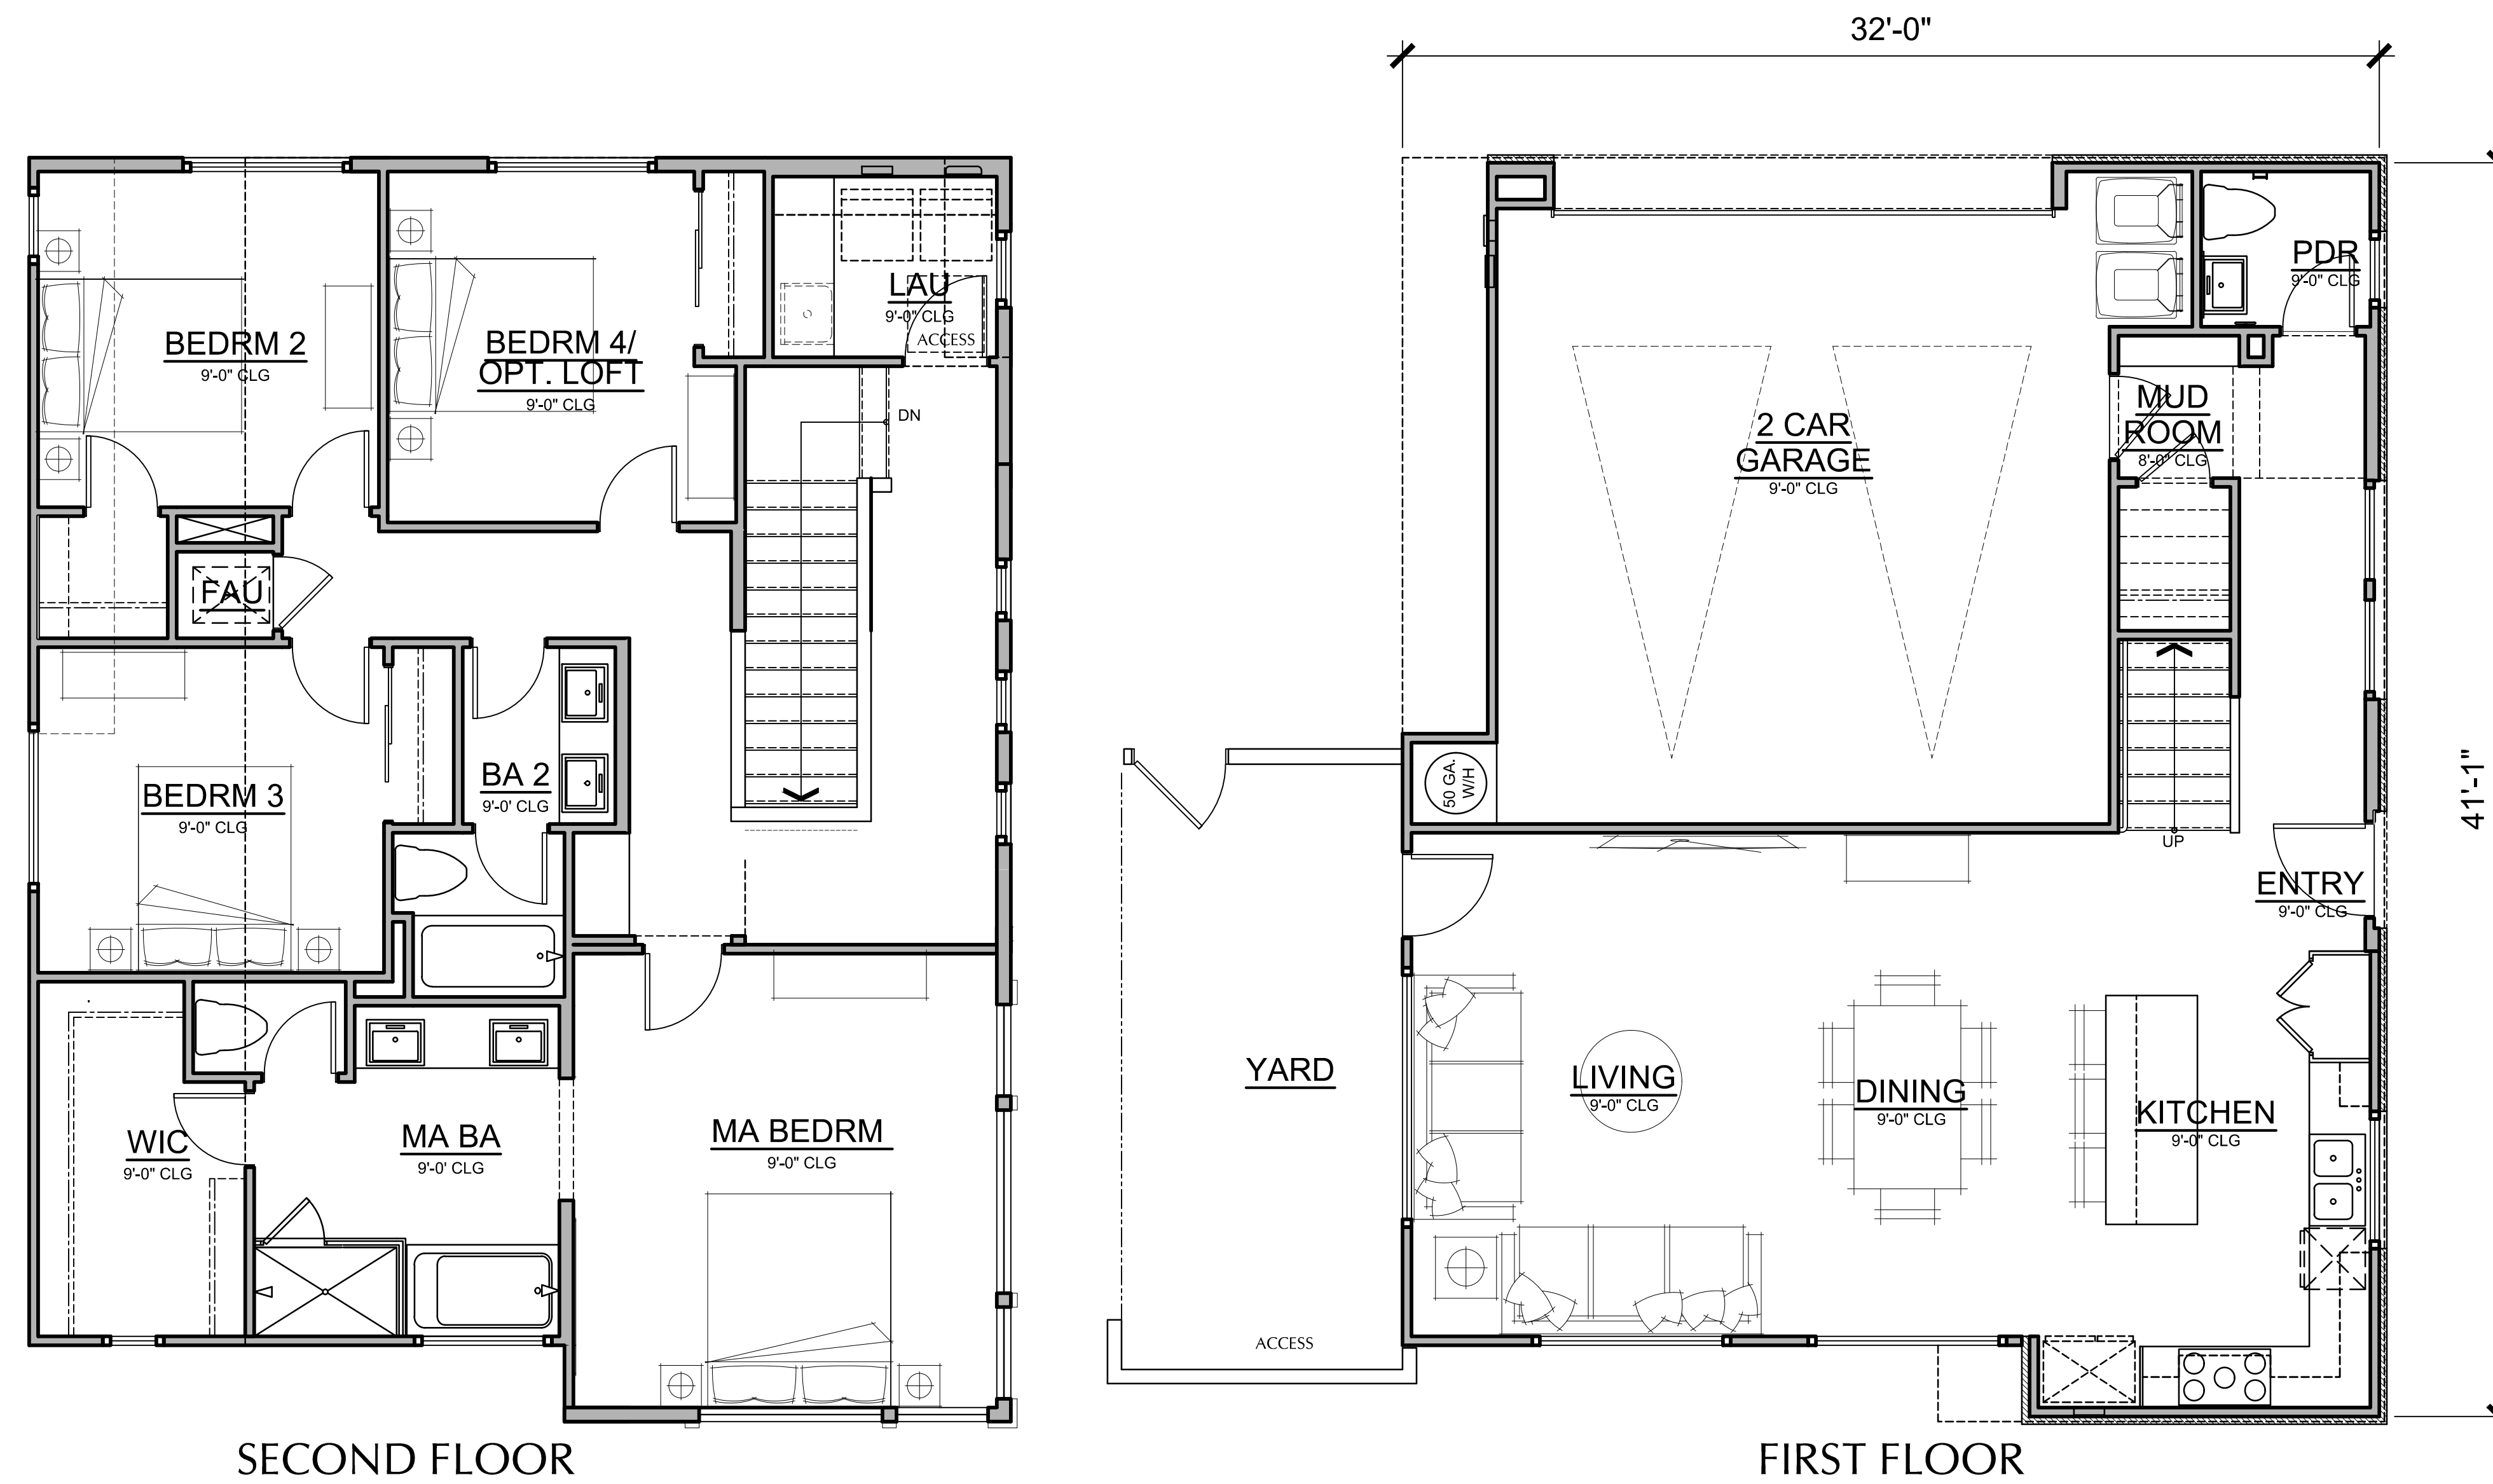 32'-0"
BEDRM 2
9'-0" CLG
BEDRM 4/
OPT. LOFT
9'-0" CLG
LAU
9'-0" CLG
ACCESS
DN
FAU
BEDRM 3
9'-0" CLG
BA 2
9'-0' CLG
WIC
9'-0" CLG
MA BA
9'-0' CLG
MA BEDRM
9'-0" CLG
SECOND FLOOR
PDR
9'-0" CLG
2 CAR
GARAGE
9'-0" CLG
MUD
ROOM
8'-0" CLG
50 GA.
W/H
UP
ENTRY
9'-0" CLG
41'-1"
YARD
LIVING
9'-0" CLG
DINING
9'-0" CLG
KITCHEN
9'-0" CLG
ACCESS
FIRST FLOOR